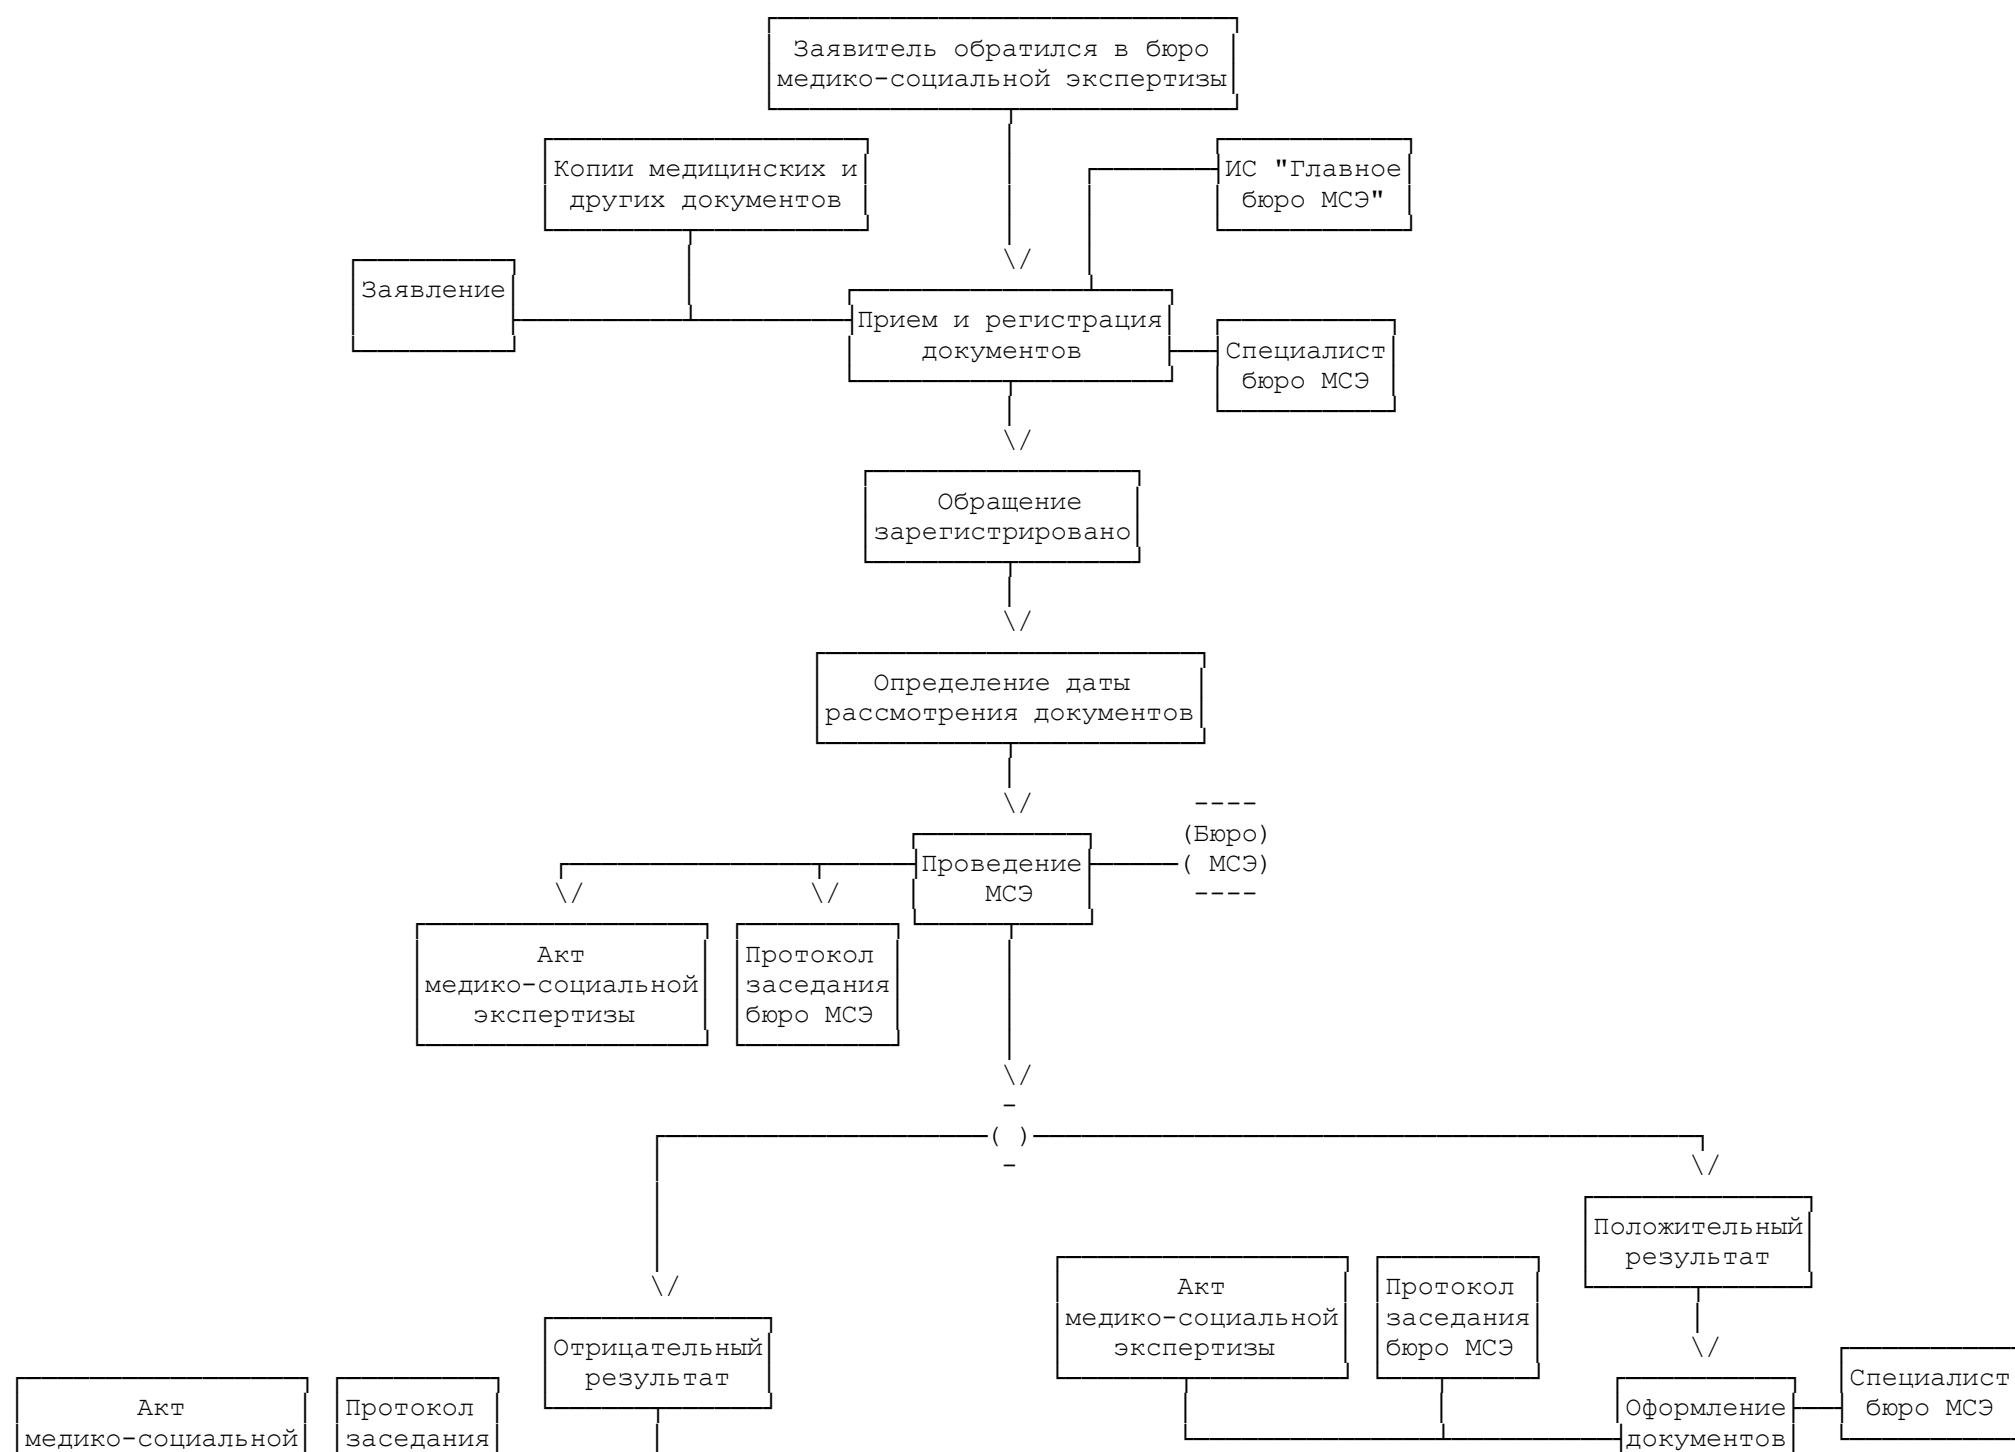 Заявитель обратился в бюро
медико-социальной экспертизы
Копии медицинских и
других документов
ИС "Главное
бюро МСЭ"
Заявление
Прием и регистрация
документов
Специалист
бюро МСЭ
Обращение
зарегистрировано
Определение даты
рассмотрения документов
(Бюро)
( МСЭ)
Проведение
МСЭ
Акт
медико-социальной
экспертизы
Протокол
заседания
бюро МСЭ
Положительный
результат
Акт
медико-социальной
экспертизы
Протокол
заседания
бюро МСЭ
Отрицательный
результат
Специалист
бюро МСЭ
Акт
медико-социальной
Протокол
заседания
Оформление
документов